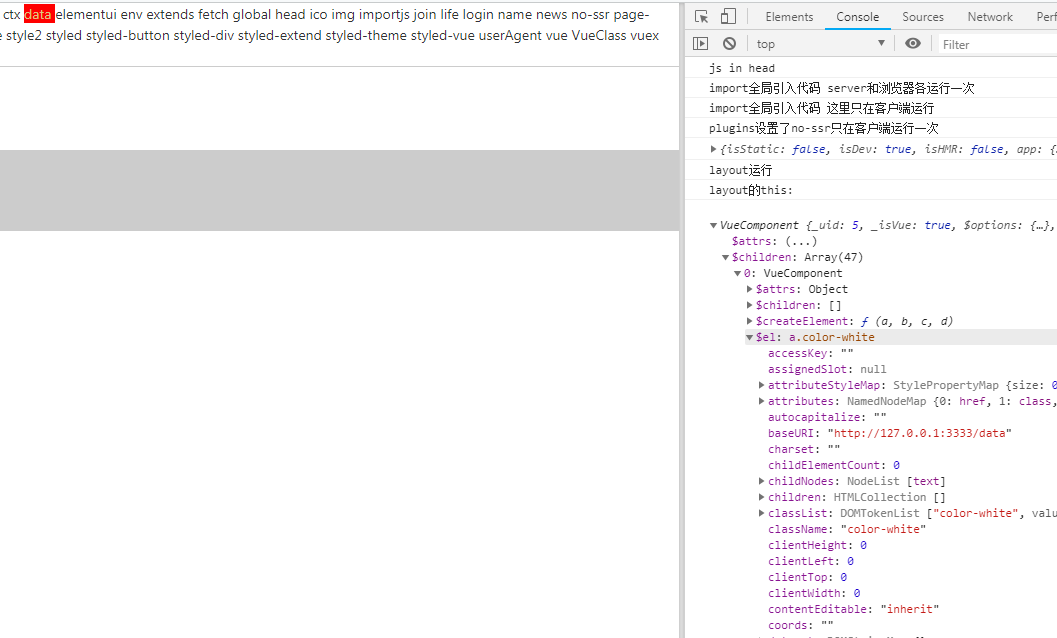 ctx data elementui env extends fetch global head ico img importjs join life login name news no-ssr page-
style2 styled styled-button styled-div styled-extend styled-theme styled-vue userAgent vue VueClass vuex
Elements Console Sources Network Perf
top Filter
js in head
import全局引入代码 server和浏览器各运行一次
import全局引入代码 这里只在客户端运行
plugins设置了no-ssr只在客户端运行一次
{isStatic: false, isDev: true, isHMR: false, app: {
layout运行
layout的this:
VueComponent {_uid: 5, _isVue: true, $options: {…},
$attrs: (...)
$children: Array(47)
0: VueComponent
$attrs: Object
$children: []
$createElement: ƒ (a, b, c, d)
$el: a.color-white
accessKey: ""
assignedSlot: null
attributeStyleMap: StylePropertyMap {size: 0
attributes: NamedNodeMap {0: href, 1: class,
autocapitalize: ""
baseURI: "http://127.0.0.1:3333/data"
charset: ""
childElementCount: 0
childNodes: NodeList [text]
children: HTMLCollection []
classList: DOMTokenList ["color-white", valu
className: "color-white"
clientHeight: 0
clientLeft: 0
clientTop: 0
clientWidth: 0
contentEditable: "inherit"
coords: ""